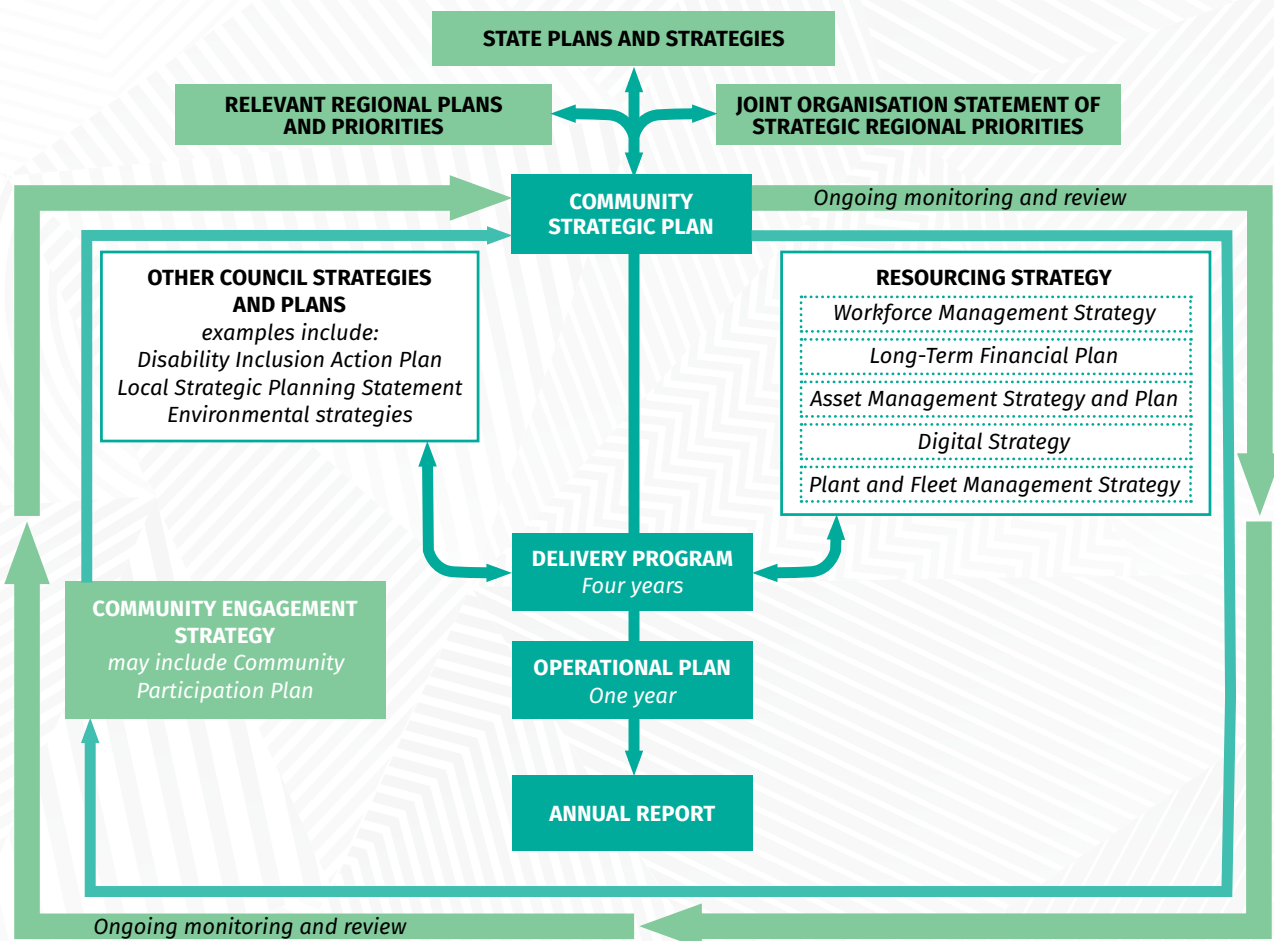 STATE PLANS AND STRATEGIES
RELEVANT REGIONAL PLANS
AND PRIORITIES
JOINT ORGANISATION STATEMENT OF
STRATEGIC REGIONAL PRIORITIES
COMMUNITY
STRATEGIC PLAN
Ongoing monitoring and review
OTHER COUNCIL STRATEGIES
AND PLANS
examples include:
Disability Inclusion Action Plan
Local Strategic Planning Statement
Environmental strategies
RESOURCING STRATEGY
Workforce Management Strategy
Long-Term Financial Plan
Asset Management Strategy and Plan
Digital Strategy
Plant and Fleet Management Strategy
DELIVERY PROGRAM
Four years
COMMUNITY ENGAGEMENT
STRATEGY
may include Community
Participation Plan
OPERATIONAL PLAN
One year
ANNUAL REPORT
Ongoing monitoring and review